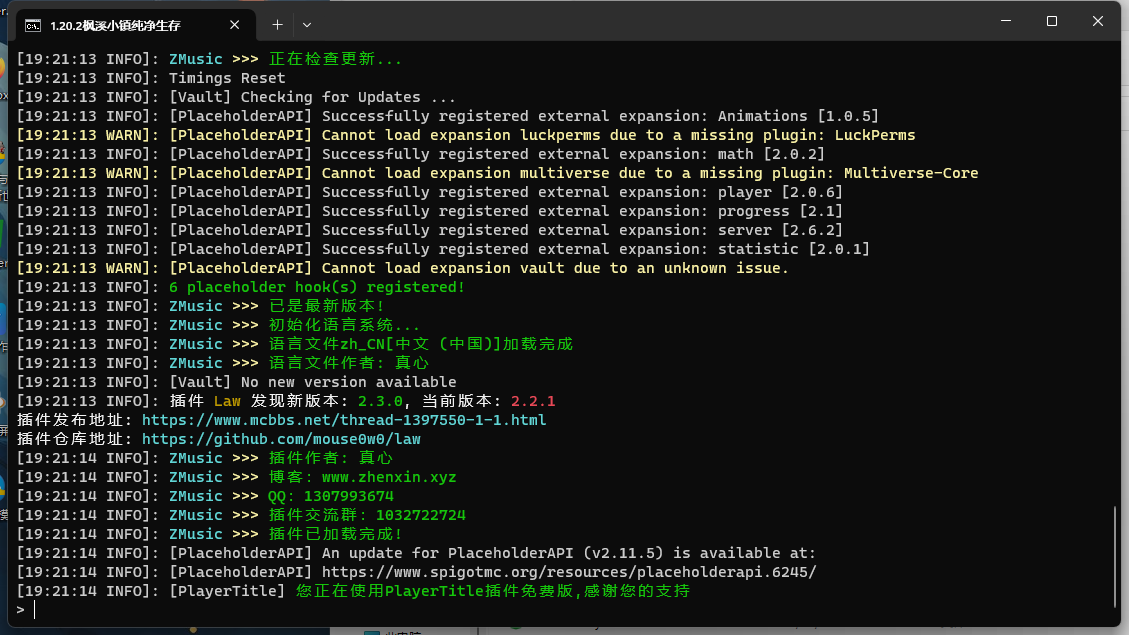 1.20.2枫溪小镇纯净生存
[19:21:13 INFO]: ZMusic >>> 正在检查更新...
[19:21:13 INFO]: Timings Reset
[19:21:13 INFO]: [Vault] Checking for Updates ...
[19:21:13 INFO]: [PlaceholderAPI] Successfully registered external expansion: Animations [1.0.5]
[19:21:13 WARN]: [PlaceholderAPI] Cannot load expansion luckperms due to a missing plugin: LuckPerms
[19:21:13 INFO]: [PlaceholderAPI] Successfully registered external expansion: math [2.0.2]
[19:21:13 WARN]: [PlaceholderAPI] Cannot load expansion multiverse due to a missing plugin: Multiverse-Core
[19:21:13 INFO]: [PlaceholderAPI] Successfully registered external expansion: player [2.0.6]
[19:21:13 INFO]: [PlaceholderAPI] Successfully registered external expansion: progress [2.1]
[19:21:13 INFO]: [PlaceholderAPI] Successfully registered external expansion: server [2.6.2]
[19:21:13 INFO]: [PlaceholderAPI] Successfully registered external expansion: statistic [2.0.1]
[19:21:13 WARN]: [PlaceholderAPI] Cannot load expansion vault due to an unknown issue.
[19:21:13 INFO]: 6 placeholder hook(s) registered!
[19:21:13 INFO]: ZMusic >>> 已是最新版本!
[19:21:13 INFO]: ZMusic >>> 初始化语言系统...
[19:21:13 INFO]: ZMusic >>> 语言文件zh_CN[中文 (中国)]加载完成
[19:21:13 INFO]: ZMusic >>> 语言文件作者: 真心
[19:21:13 INFO]: [Vault] No new version available
[19:21:13 INFO]: 插件 Law 发现新版本: 2.3.0, 当前版本: 2.2.1
插件发布地址: https://www.mcbbs.net/thread-1397550-1-1.html
插件仓库地址: https://github.com/mouse0w0/law
[19:21:14 INFO]: ZMusic >>> 插件作者: 真心
[19:21:14 INFO]: ZMusic >>> 博客: www.zhenxin.xyz
[19:21:14 INFO]: ZMusic >>> QQ: 1307993674
[19:21:14 INFO]: ZMusic >>> 插件交流群: 1032722724
[19:21:14 INFO]: ZMusic >>> 插件已加载完成!
[19:21:14 INFO]: [PlaceholderAPI] An update for PlaceholderAPI (v2.11.5) is available at:
[19:21:14 INFO]: [PlaceholderAPI] https://www.spigotmc.org/resources/placeholderapi.6245/
[19:21:14 INFO]: [PlayerTitle] 您正在使用PlayerTitle插件免费版,感谢您的支持
>